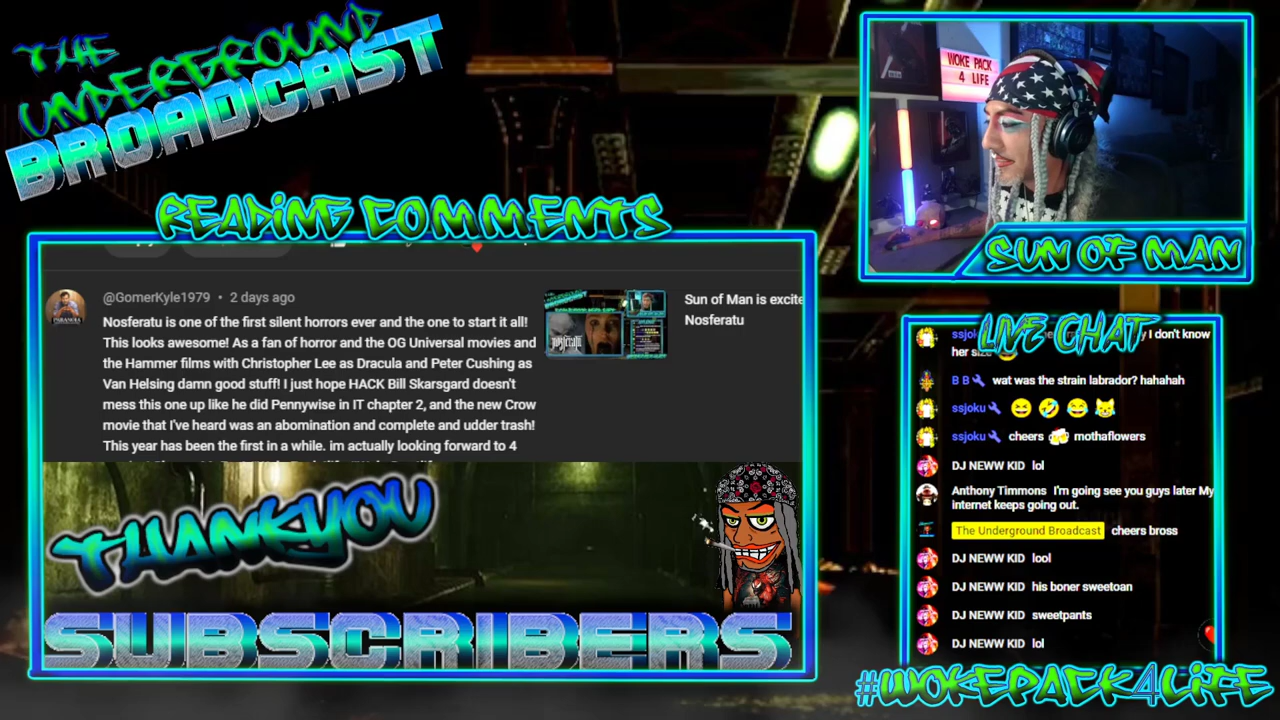 THE
UNDERGROUND
BROADCAST
READING COMMENTS
@GomerKyle1979 • 2 days ago
Nosferatu is one of the first silent horrors ever and the one to start it all!
This looks awesome! As a fan of horror and the OG Universal movies and
the Hammer films with Christopher Lee as Dracula and Peter Cushing as
Van Helsing damn good stuff! I just hope HACK Bill Skarsgard doesn't
mess this one up like he did Pennywise in IT chapter 2, and the new Crow
movie that I've heard was an abomination and complete and udder trash!
This year has been the first in a while. im actually looking forward to 4
Sun of Man is excite
Nosferatu
THANKYOU
SUBSCRIBERS
WOKE PACK
4 LIFE
SUN OF MAN
LIVE CHAT
I don't know
her
B B wat was the strain labrador? hahahah
ssjoku
ssjoku cheers mothaflowers
DJ NEWW KID lol
Anthony Timmons I'm going see you guys later My
internet keeps going out.
The Underground Broadcast cheers bross
DJ NEWW KID lool
DJ NEWW KID his boner sweetoan
DJ NEWW KID sweetpants
DJ NEWW KID lol
#WOKEPACK4LIFE